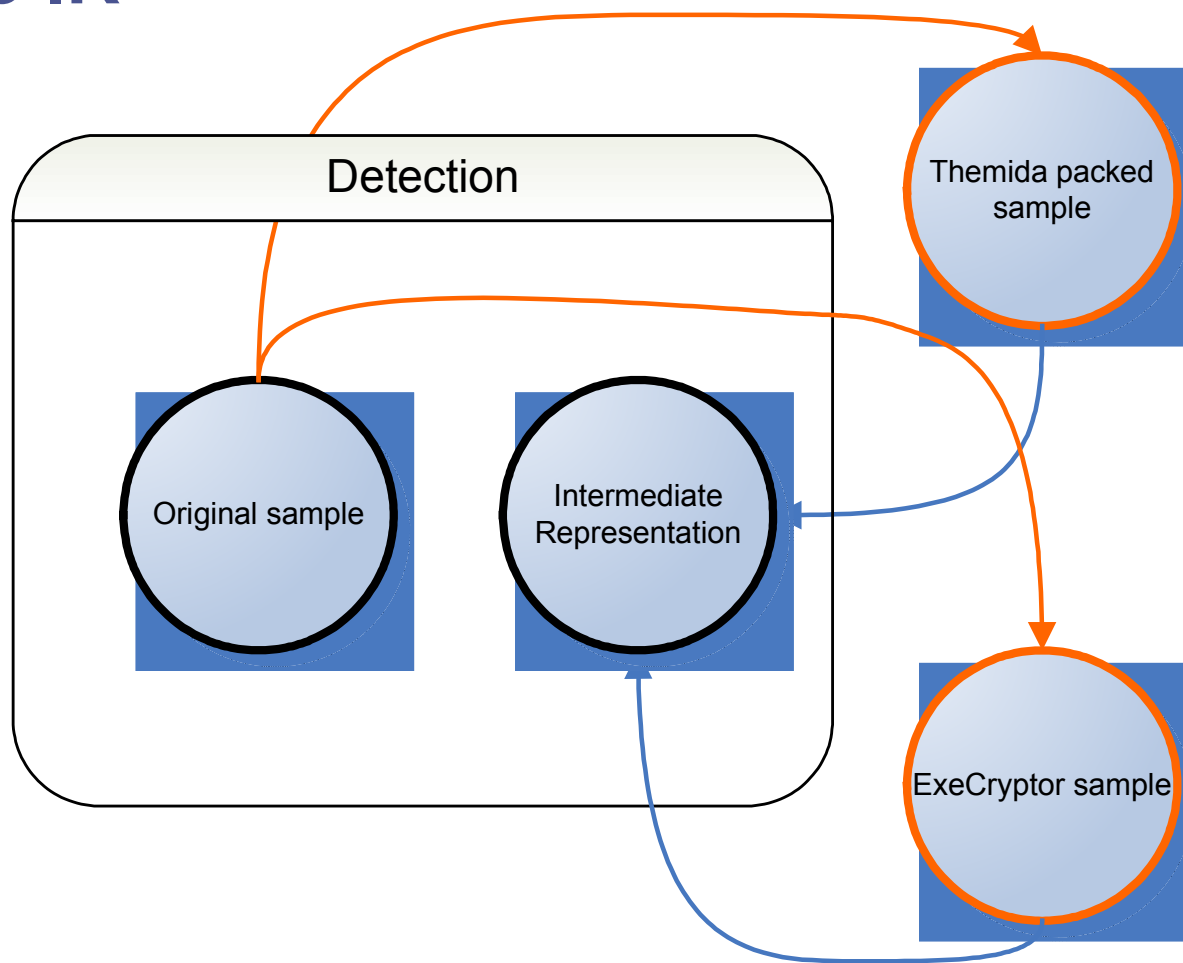 Detection
Themida packed
sample
Original sample
Intermediate
Representation
ExeCryptor sample